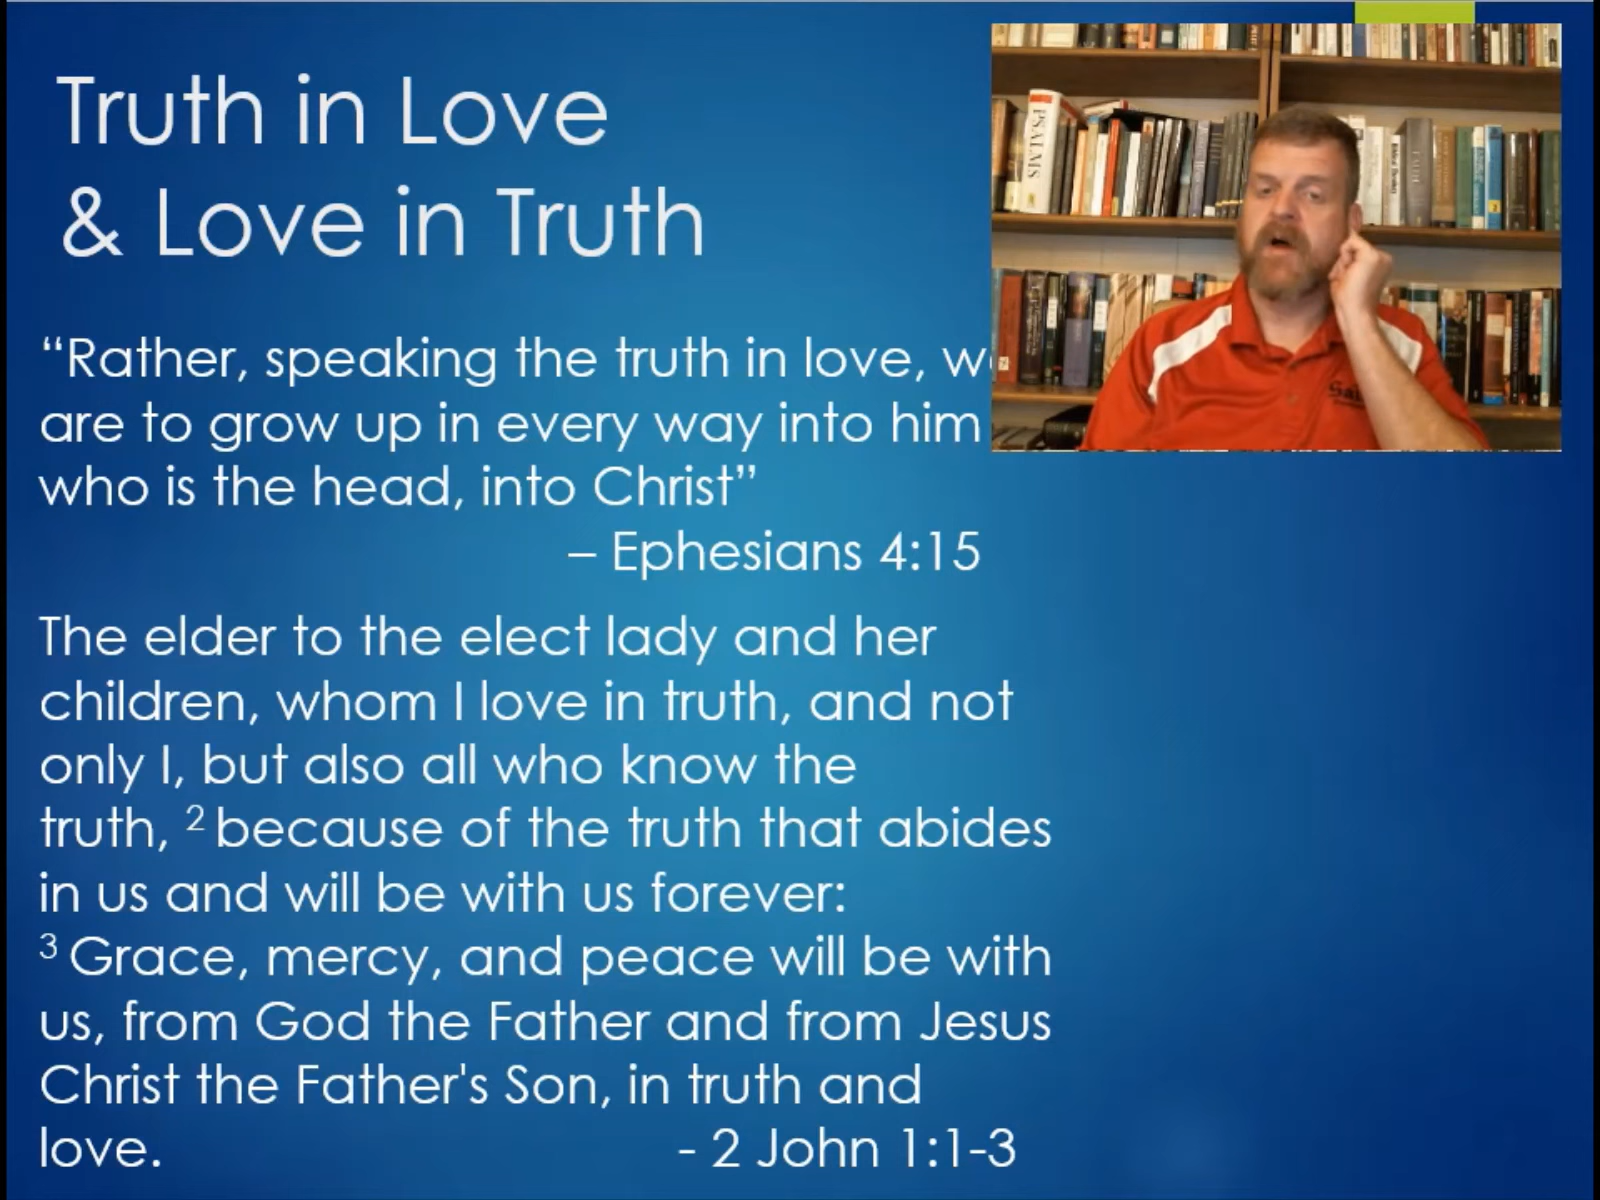 Truth in Love
& Love in Truth
“Rather, speaking the truth in love,
are to grow up in every way into him
who is the head, into Christ”
– Ephesians 4:15
The elder to the elect lady and her
children, whom I love in truth, and not
only I, but also all who know the
truth, ² because of the truth that abides
in us and will be with us forever:
³ Grace, mercy, and peace will be with
us, from God the Father and from Jesus
Christ the Father's Son, in truth and
love. - 2 John 1:1-3
PSALMS